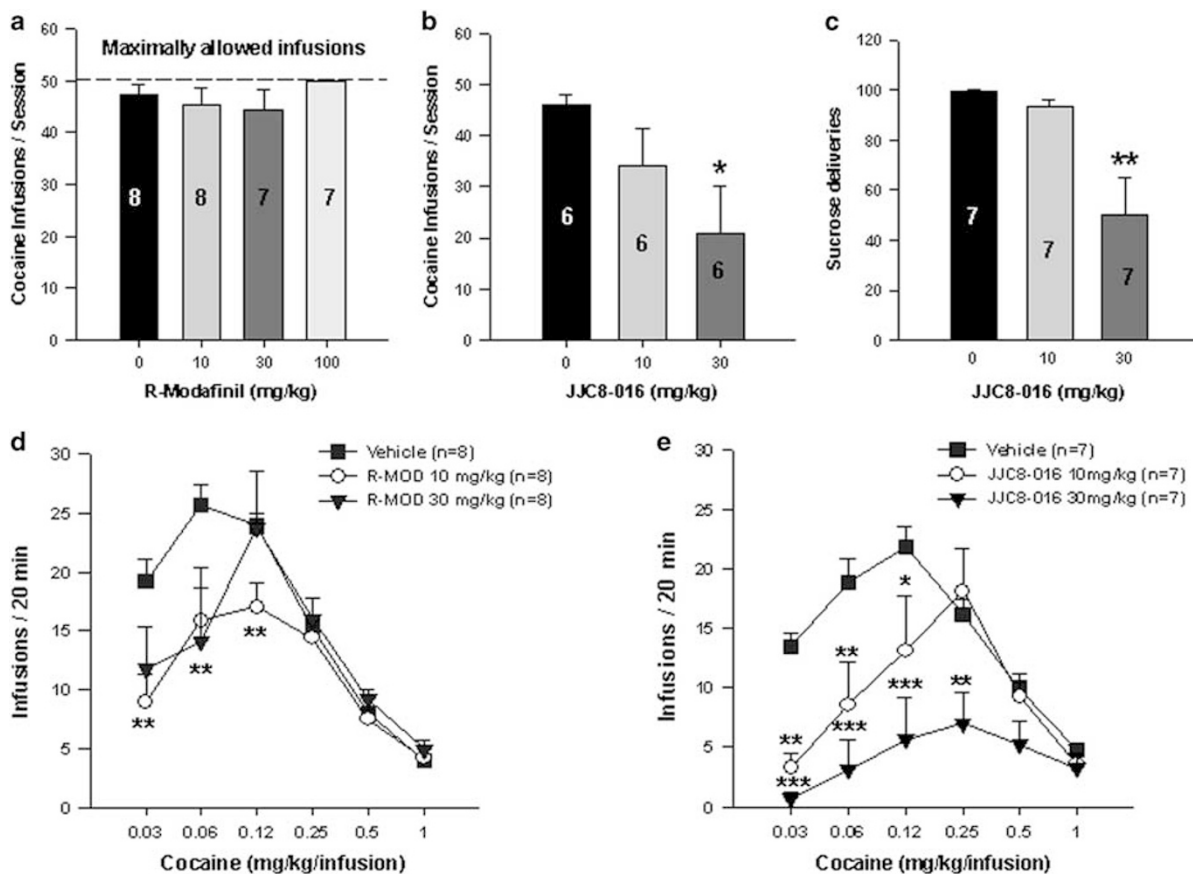 a
Maximally allowed infusions
Cocaine Infusions / Session
60
50
40
30
20
10
0
8
8
7
7
0 10 30 100
R-Modafinil (mg/kg)
b
Cocaine Infusions / Session
60
50
40
30
20
10
0
*
6
6
6
0 10 30
JJC8-016 (mg/kg)
c
Sucrose deliveries
120
100
80
60
40
20
0
**
7
7
7
0 10 30
JJC8-016 (mg/kg)
d
Infusions / 20 min
30
25
20
15
10
5
0
Vehicle (n=8)
R-MOD 10 mg/kg (n=8)
R-MOD 30 mg/kg (n=8)
**
**
**
0.03 0.06 0.12 0.25 0.5 1
Cocaine (mg/kg/infusion)
e
Infusions / 20 min
30
25
20
15
10
5
0
Vehicle (n=7)
JJC8-016 10mg/kg (n=7)
JJC8-016 30mg/kg (n=7)
*
**
*** **
** ***
***
0.03 0.06 0.12 0.25 0.5 1
Cocaine (mg/kg/infusion)